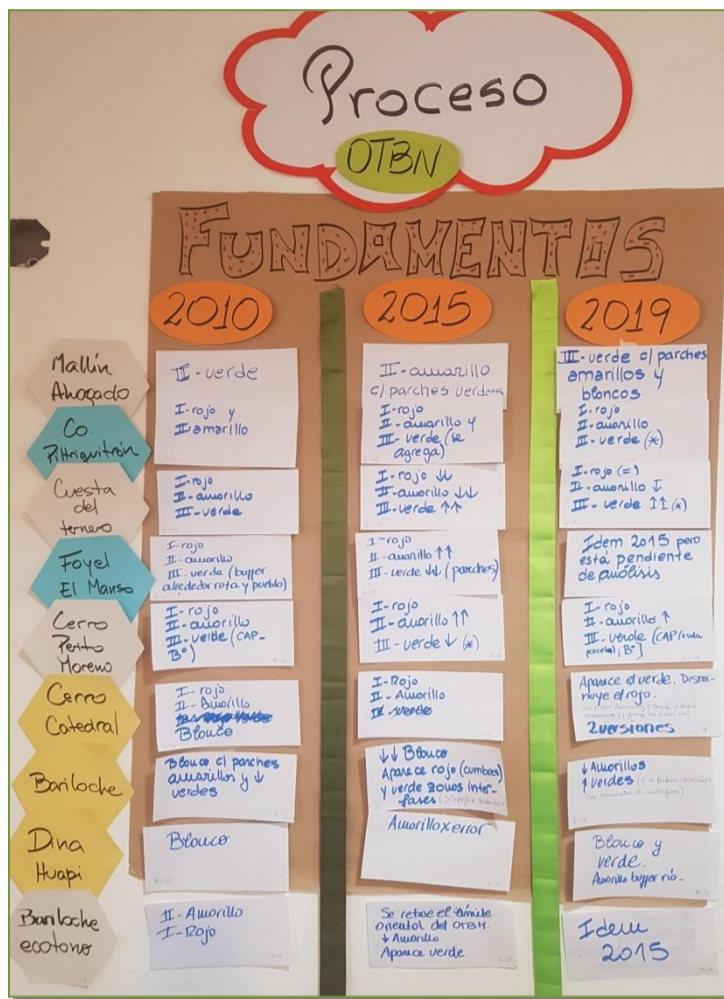 Proceso
OTBN
FUNDAMENTOS
2010
2015
2019
Mallín
Ahogado
III - verde
II - amarillo
c/parches verdes
III - verde c/ parches
amarillos y
blancos
Co.
Piltriquitrón
I - rojo y
II amarillo
I - rojo
II - amarillo y
III - verde (se
agrega)
I - rojo
II - amarillo
III - verde (*)
Cuesta
del
ternero
I - rojo
II - amarillo
III - verde
I - rojo ↓↓
II - amarillo ↓↓
III - verde ↑↑
I - rojo (=)
II - amarillo ↓
III - verde ↑↑ (*)
Foyel
El Manso
I - rojo
II - amarillo
III - verde (buffer
alrededor ruta y pueblo)
I - rojo
II - amarillo ↑↑
III - verde ↓↓ (parches)
Idem 2015 pero
está pendiente
de análisis
Cerro
Perito
Moreno
I - rojo
II - amarillo
III - verde (CAP -
B°)
I - rojo
II - amarillo ↑↑
III - verde ↓ (*)
I - rojo
II - amarillo ↑
III - verde (CAP/
parcela, B°]
Cerro
Catedral
I - rojo
II - Amarillo
Blanco
I - Rojo
II - Amarillo
III - verde
Aparece el verde. Dismi-
nuye el rojo.
2 versiones
Bariloche
Blanco c/ parches
amarillos y ↓
verdes
↓↓ Blanco
Aparece rojo (cumbres)
y verde zonas inter-
fases
↓ Amarillos
↑ Verdes
Dina
Huapi
Blanco
Amarillo x error
Blanco y
verde.
Amarillo buffer río -
Bariloche
ecotono
II - Amarillo
I - Rojo
Se retrae el límite
oriental del OTBN.
↓ Amarillo
Aparece verde
Idem
2015